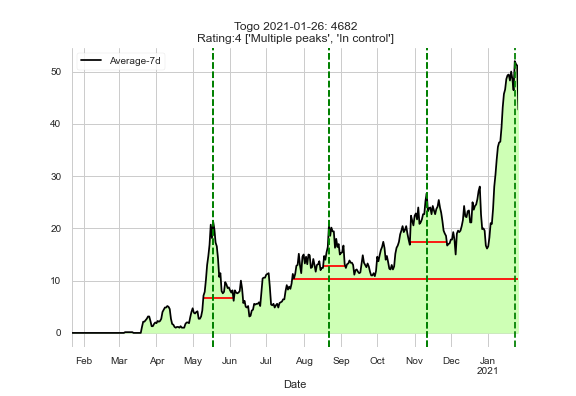 Togo 2021-01-26: 4682
Rating:4 ['Multiple peaks', 'In control']
Average-7d
50
40
30
20
10
0
Feb Mar Apr May Jun Jul Aug Sep Oct Nov Dec Jan
2021
Date